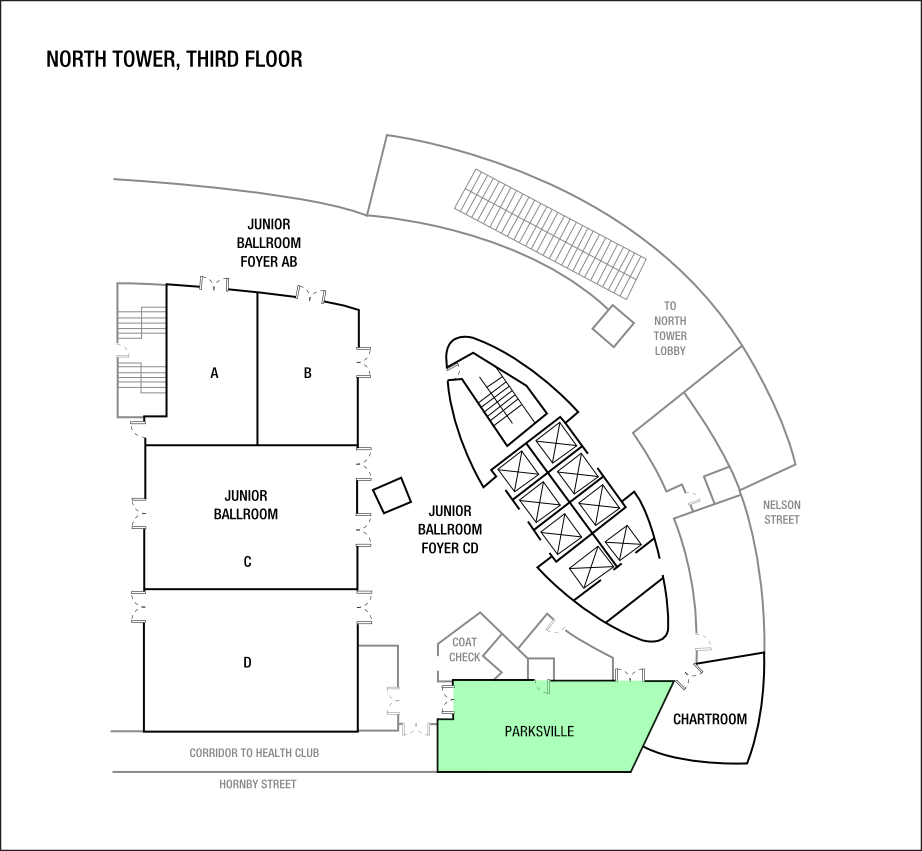 NORTH TOWER, THIRD FLOOR
JUNIOR
BALLROOM
FOYER AB
TO
NORTH
TOWER
LOBBY
A
B
JUNIOR
BALLROOM
C
JUNIOR
BALLROOM
FOYER CD
NELSON
STREET
COAT
CHECK
D
CHARTROOM
PARKSVILLE
CORRIDOR TO HEALTH CLUB
HORNBY STREET